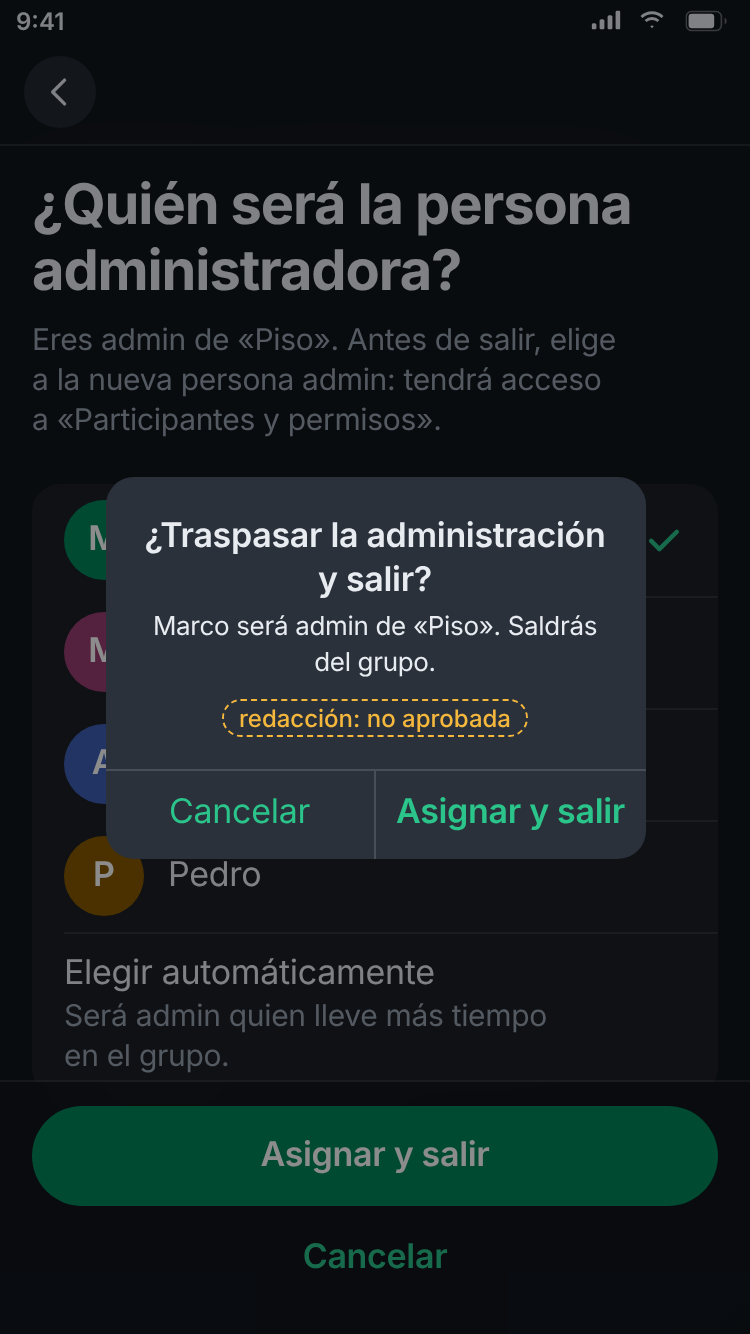 9:41
¿Quién será la persona
administradora?
Eres admin de «Piso». Antes de salir, elige
a la nueva persona admin: tendrá acceso
a «Participantes y permisos».
M
¿Traspasar la administración
y salir?
Marco será admin de «Piso». Saldrás
del grupo.
M
redacción: no aprobada
A
Cancelar
Asignar y salir
P
Pedro
Elegir automáticamente
Será admin quien lleve más tiempo
en el grupo.
Asignar y salir
Cancelar